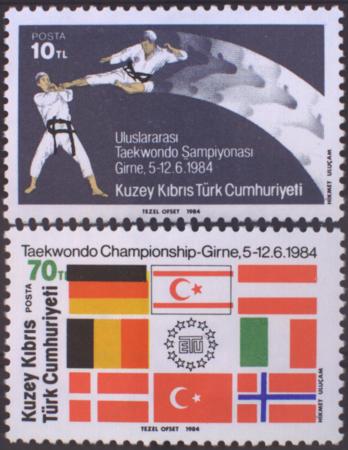 POSTA
10 TL
Uluslararası
Taekwondo Şampiyonası
Girne, 5-12.6.1984
Kuzey Kıbrıs Türk Cumhuriyeti
HİKMET ULUÇAM
TEZEL OFSET 1984
Taekwondo Championship-Girne, 5-12.6.1984
70 TL
POSTA
Kuzey Kıbrıs
Türk Cumhuriyeti
ETU
HİKMET ULUÇAM
TEZEL OFSET 1984